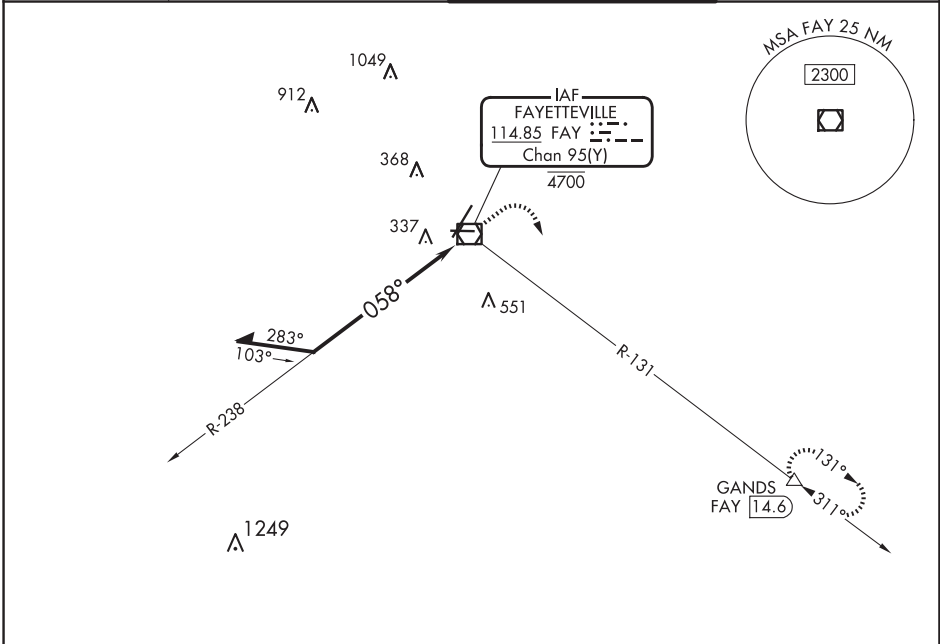 MSA FAY 25 NM
2300
1049
912
IAF
FAYETTEVILLE
114.85 FAY
Chan 95(Y)
4700
368
337
058°
551
283°
103°
R-131
R-238
131°
GANDS
FAY 14.6
311°
1249